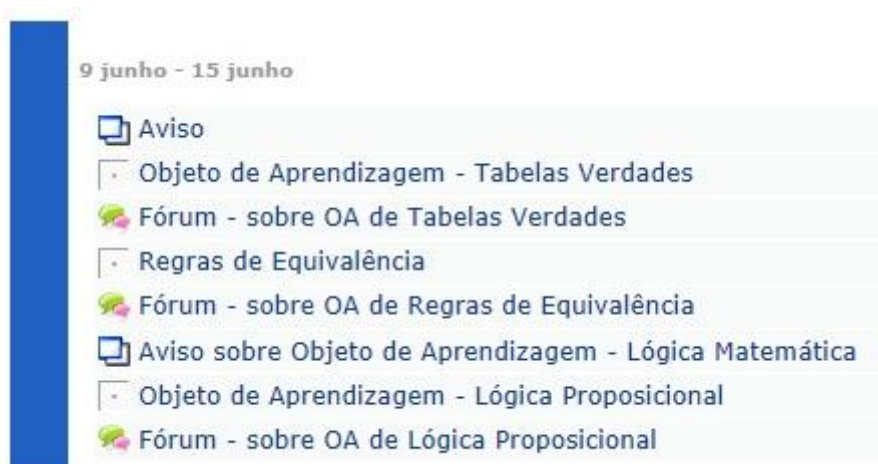 9 junho - 15 junho
Aviso
Objeto de Aprendizagem - Tabelas Verdades
Fórum - sobre OA de Tabelas Verdades
Regras de Equivalência
Fórum - sobre OA de Regras de Equivalência
Aviso sobre Objeto de Aprendizagem - Lógica Matemática
Objeto de Aprendizagem - Lógica Proposicional
Fórum - sobre OA de Lógica Proposicional